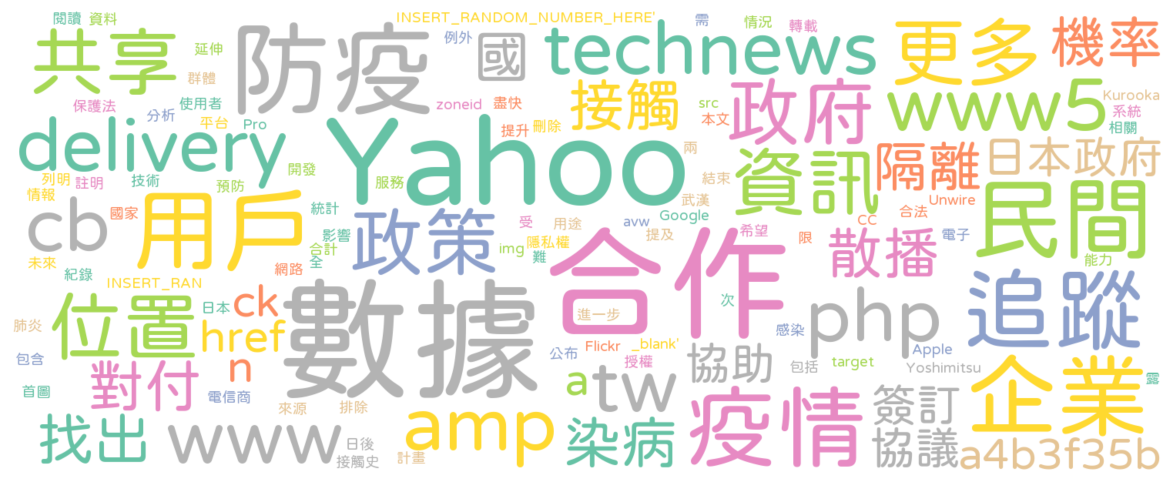 閱讀 資料
INSERT_RANDOM_NUMBER_HERE'
需
情況
轉載
共享
延伸
防疫
國
例外
technews
更多
機率
群體
保護法
使用者
zoneid
盡快
接觸
src
本文
政府
www5
Kurooka
系統
相關
分析
平台
Pro
提升
刪除
delivery
Yahoo
兩
資訊
隔離
日本政府
列明
註明
技術
預防
開發
服務
結束
武漢
Unwire
民間
情報
cb
國家
用戶
統計
政策
受
用途
avw
Google
提及
希望
CC
合法
限
電子
散播
影響
合計
全
img
隱私權
難
合作
能力
未來
紀錄
網路
INSERT_RAN
位置
日本
ck
數據
次
php
追蹤
肺炎
href
進一步
感染
包含
n
公布
Flickr
_blank'
授權
協助
包括
target
Apple
Yoshimitsu
首圖
對付
電信商
來源
排除
a
tw
露
企業
找出
www
amp
日後
接觸史
計畫
染病
疫情
簽訂
協議
a4b3f35b